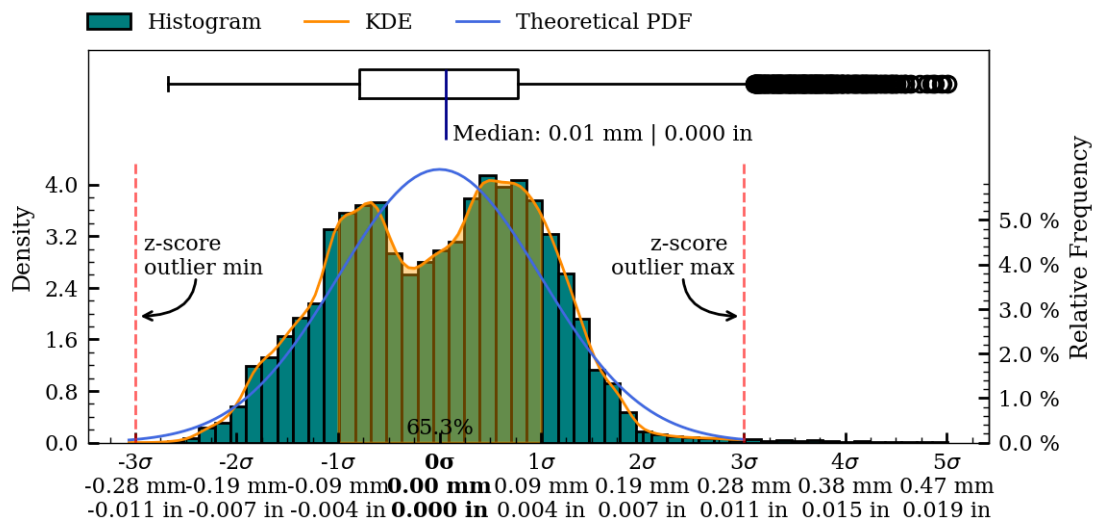 Histogram KDE Theoretical PDF
Median: 0.01 mm | 0.000 in
Density
4.0
3.2
2.4
1.6
0.8
0.0
z-score
outlier min
z-score
outlier max
65.3%
5.0 %
4.0 %
3.0 %
2.0 %
1.0 %
0.0 %
Relative Frequency
-3σ -2σ -1σ 0σ 1σ 2σ 3σ 4σ 5σ
-0.28 mm -0.19 mm -0.09 mm 0.00 mm 0.09 mm 0.19 mm 0.28 mm 0.38 mm 0.47 mm
-0.011 in -0.007 in -0.004 in 0.000 in 0.004 in 0.007 in 0.011 in 0.015 in 0.019 in